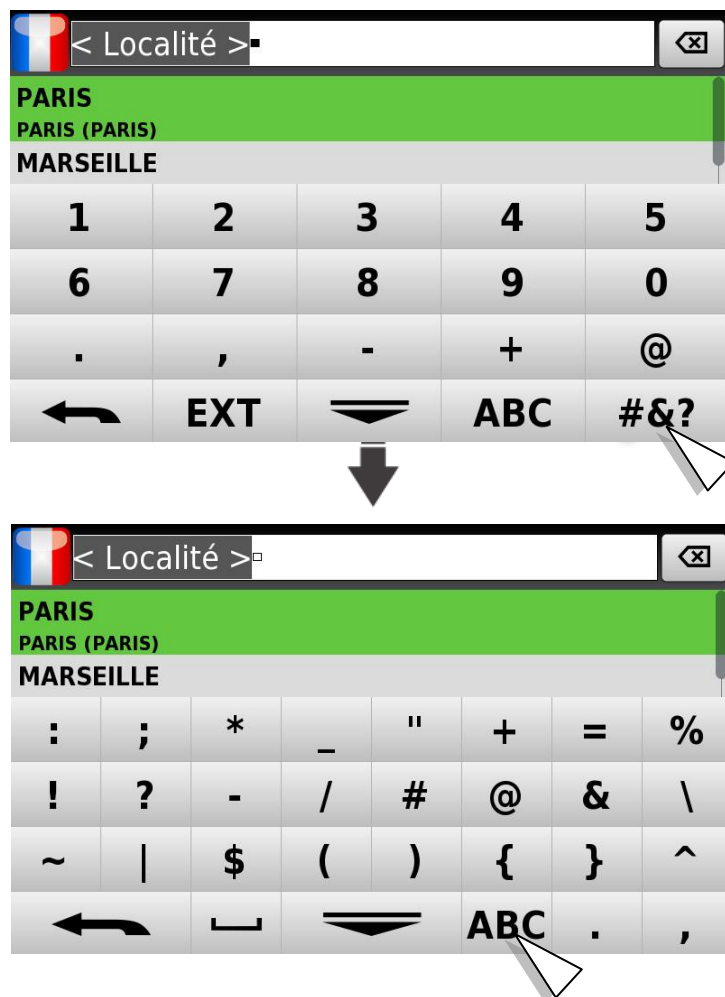 < Localité >
PARIS
PARIS (PARIS)
MARSEILLE
1 2 3 4 5
6 7 8 9 0
. , - + @
EXT ABC #&?
< Localité >
PARIS
PARIS (PARIS)
MARSEILLE
: ; * _ " + = %
! ? - / # @ & \
~ | $ ( ) { } ^
ABC . ,